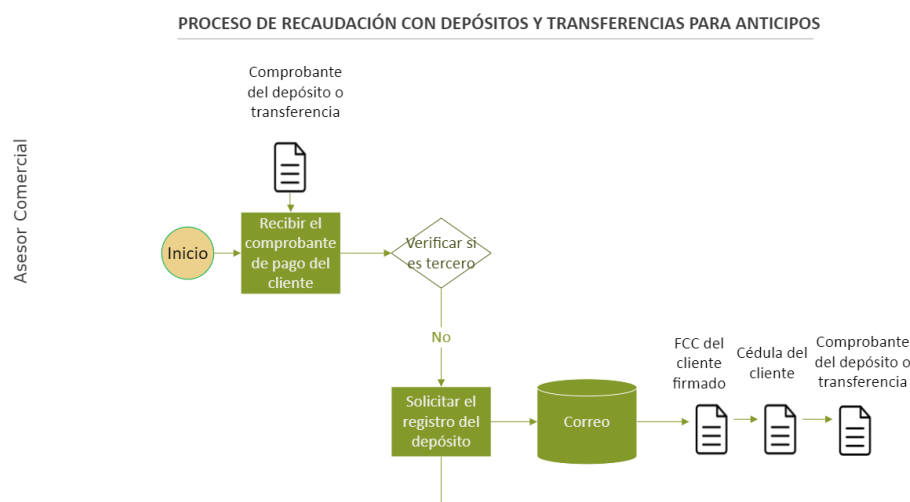 PROCESO DE RECAUDACIÓN CON DEPÓSITOS Y TRANSFERENCIAS PARA ANTICIPOS
Asesor Comercial
Comprobante
del depósito o
transferencia
Inicio
Recibir el
comprobante
de pago del
cliente
Verificar si
es tercero
No
Solicitar el
registro del
depósito
Correo
FCC del
cliente
firmado
Cédula del
cliente
Comprobante
del depósito o
transferencia